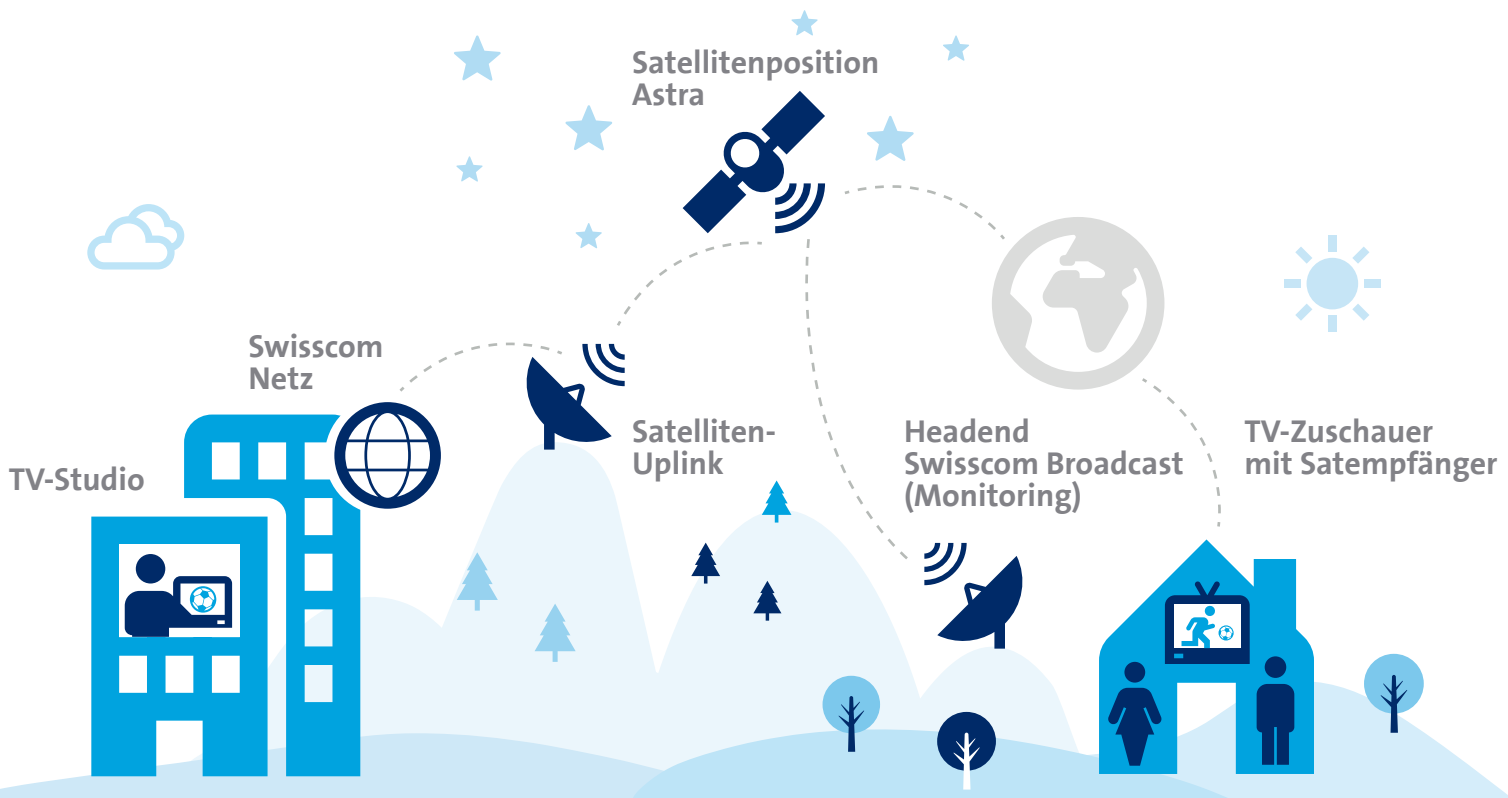 Satellitenposition
Astra
Swisscom
Netz
TV-Studio
Satelliten-
Uplink
Headend
Swisscom Broadcast
(Monitoring)
TV-Zuschauer
mit Satempfänger